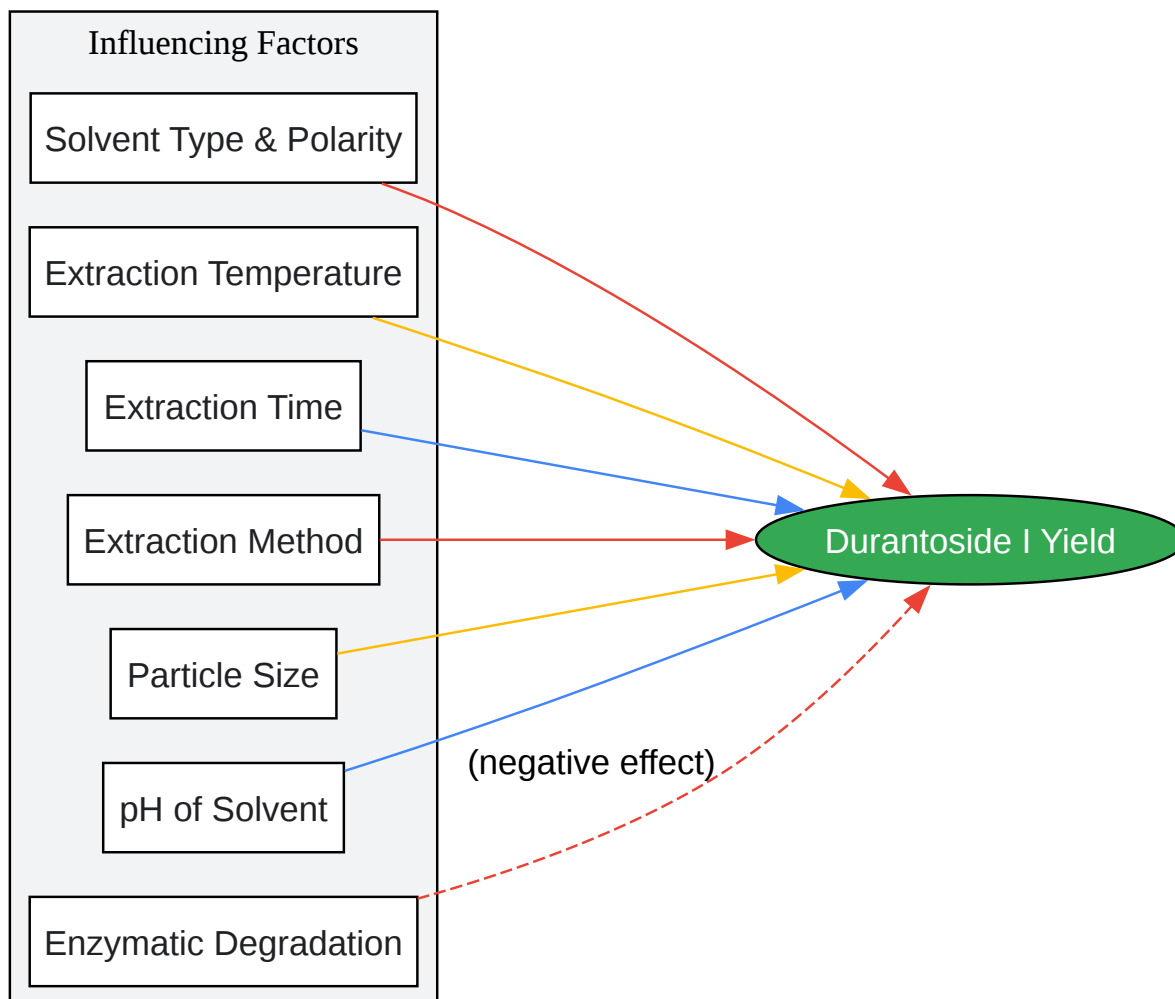 Influencing Factors
Solvent Type & Polarity
Extraction Temperature
Extraction Time
Extraction Method
Durantoside I Yield
Particle Size
(negative effect)
pH of Solvent
Enzymatic Degradation